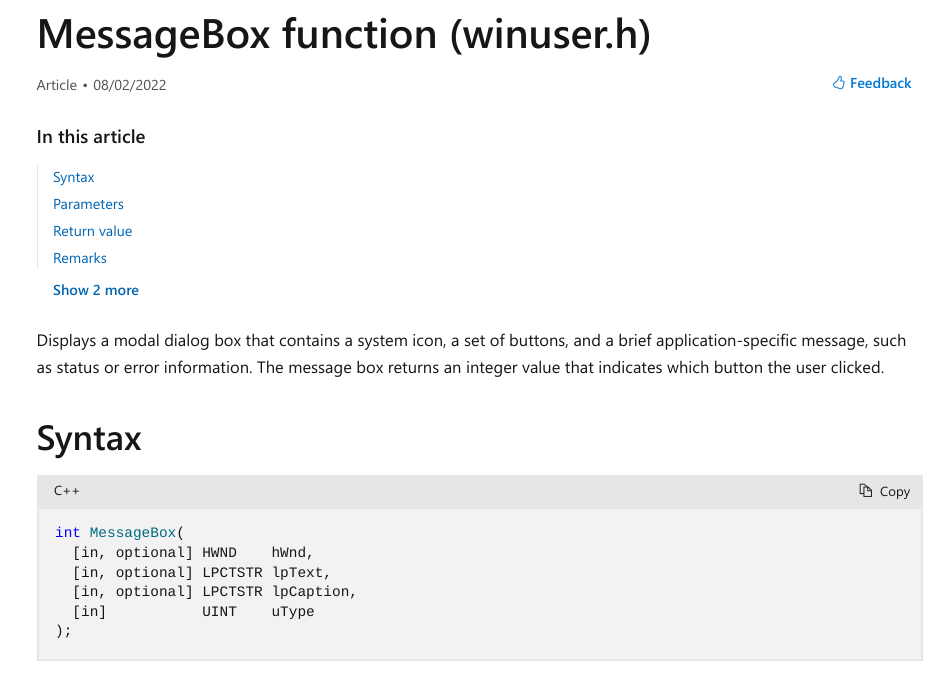 MessageBox function (winuser.h)
Article • 08/02/2022
Feedback
In this article
Syntax
Parameters
Return value
Remarks
Show 2 more
Displays a modal dialog box that contains a system icon, a set of buttons, and a brief application-specific message, such
as status or error information. The message box returns an integer value that indicates which button the user clicked.
Syntax
C++
Copy
int MessageBox(
  [in, optional] HWND    hWnd,
  [in, optional] LPCTSTR lpText,
  [in, optional] LPCTSTR lpCaption,
  [in]           UINT    uType
);